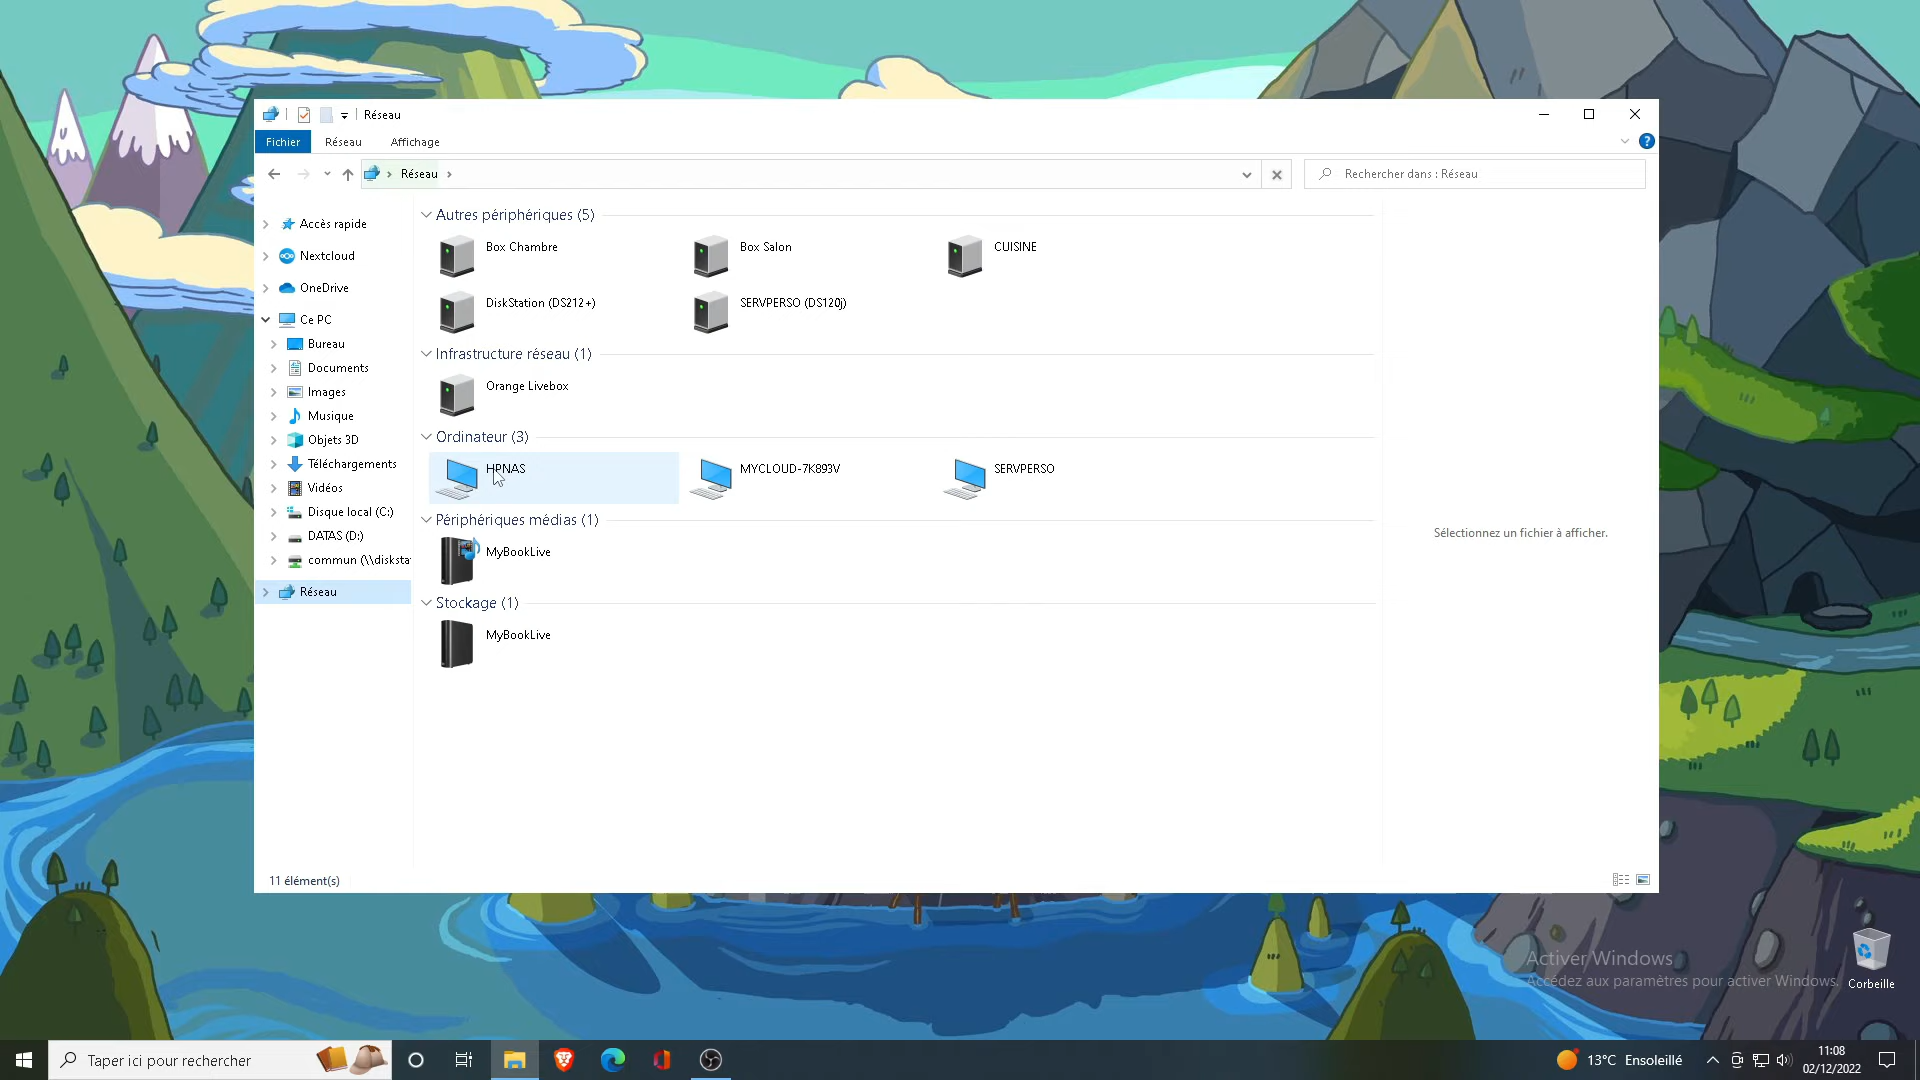 Réseau
Fichier
Réseau
Affichage
Réseau
Rechercher dans : Réseau
Accès rapide
Nextcloud
OneDrive
Ce PC
Bureau
Documents
Images
Musique
Objets 3D
Téléchargements
Vidéos
Disque local (C:)
DATAS (D:)
commun (\\disksta
Réseau
Autres périphériques (5)
Box Chambre
Box Salon
CUISINE
DiskStation (DS212+)
SERVPERSO (DS120j)
Infrastructure réseau (1)
Orange Livebox
Ordinateur (3)
HPNAS
MYCLOUD-7K893V
SERVPERSO
Périphériques médias (1)
MyBookLive
Stockage (1)
MyBookLive
Sélectionnez un fichier à afficher.
11 élément(s)
Activer Windows
Accédez aux paramètres pour activer Windows.
Corbeille
Taper ici pour rechercher
13°C Ensoleillé
11:08
02/12/2022